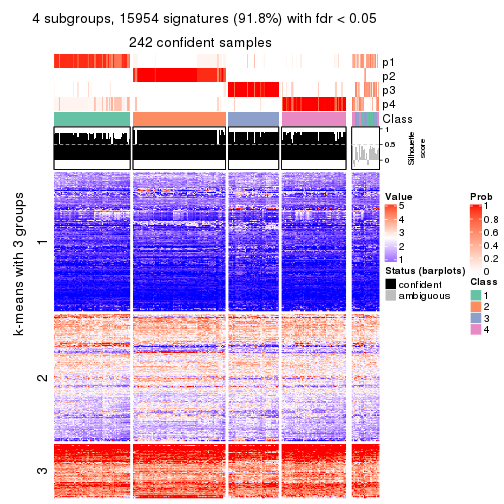 4 subgroups, 15954 signatures (91.8%) with fdr < 0.05
242 confident samples
p1
p2
p3
p4
Class
1
0.5
0
Silhouette
score
k-means with 3 groups
1
2
3
Value
5
4
3
2
1
Status (barplots)
confident
ambiguous
Prob
1
0.8
0.6
0.4
0.2
0
Class
1
2
3
4